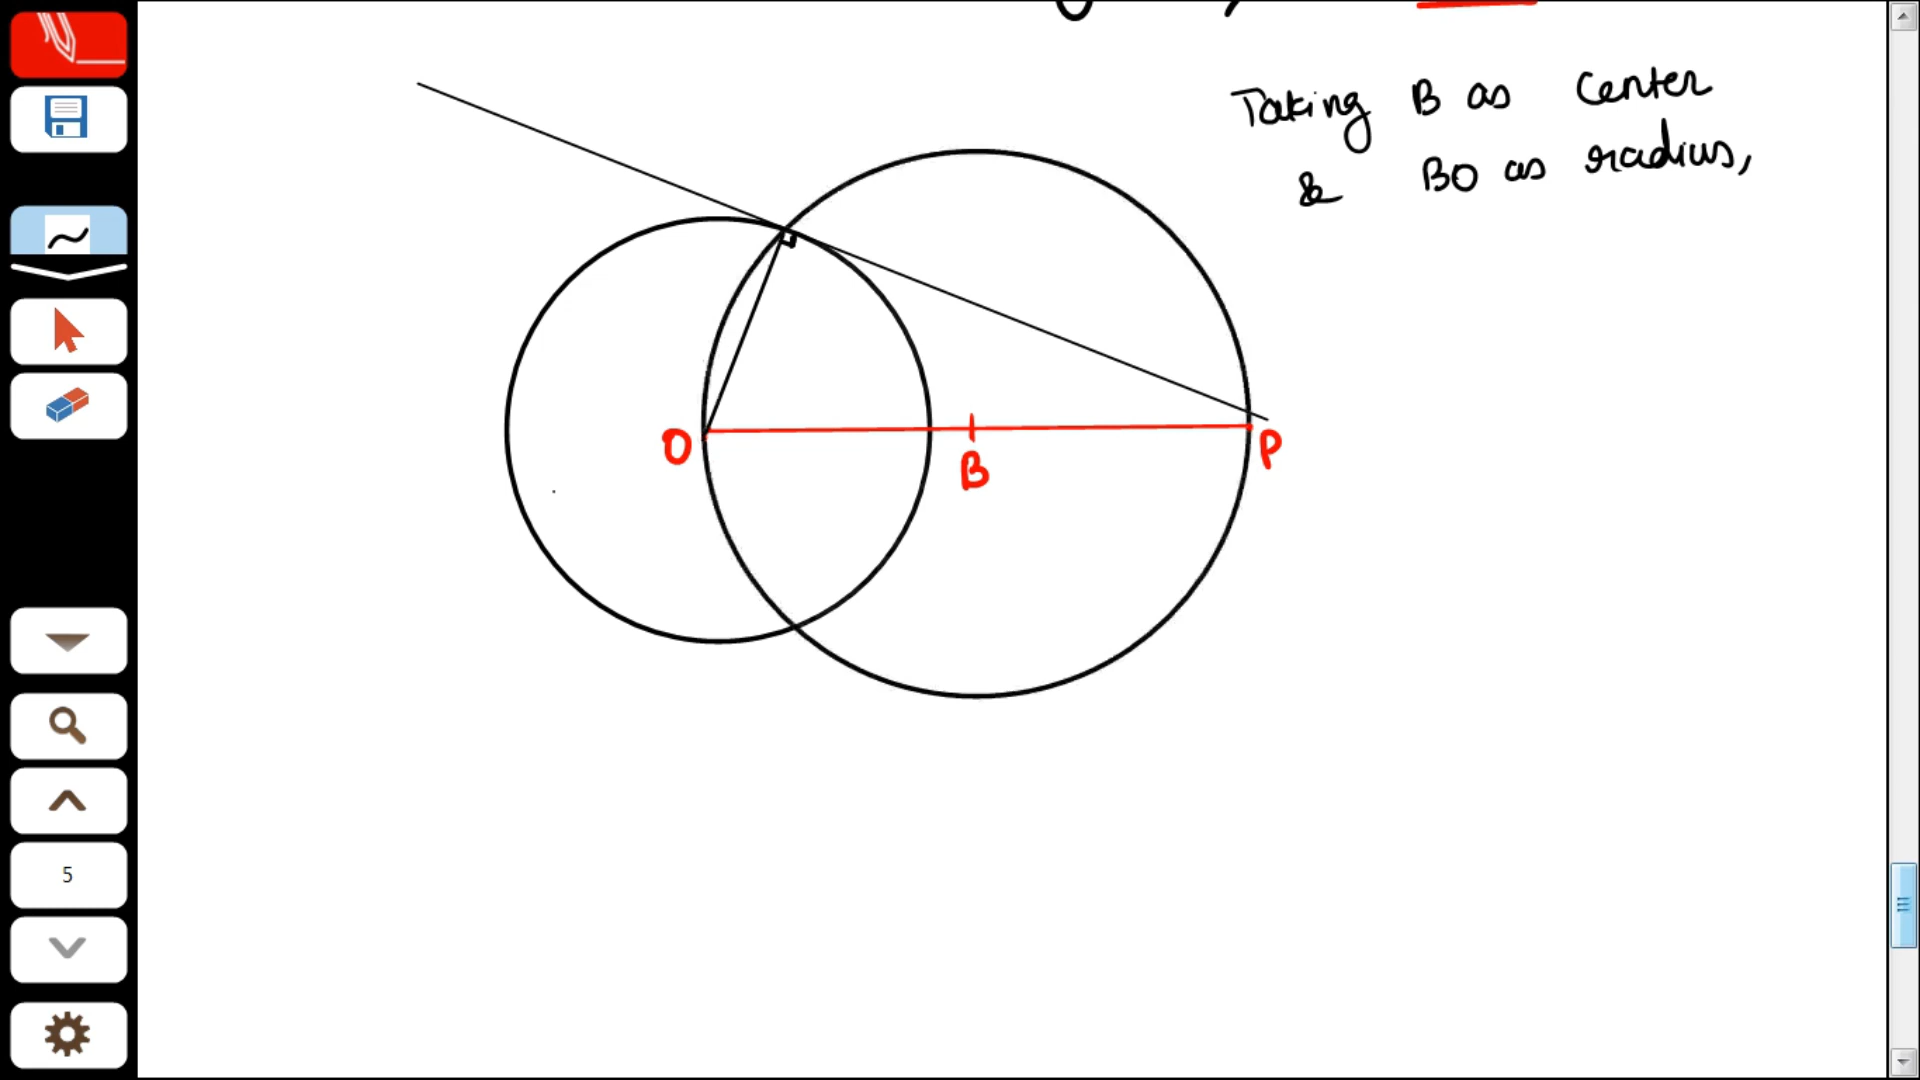 Taking B as center
& BO as radius,
O
B
P
5